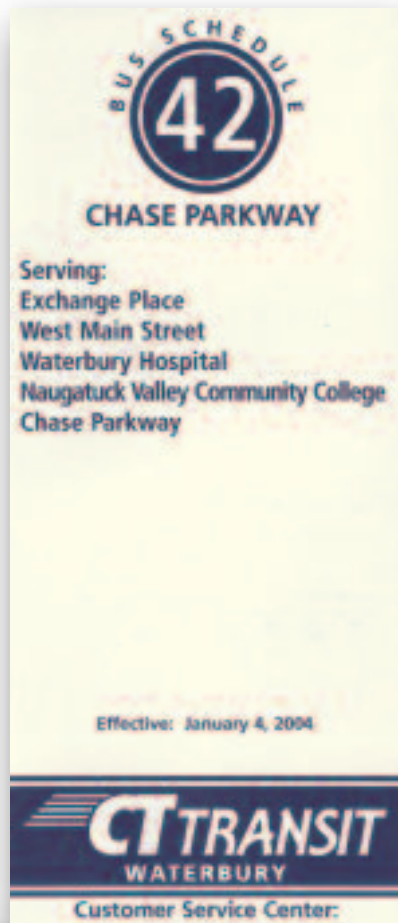 BUS SCHEDULE
42
CHASE PARKWAY
Serving:
Exchange Place
West Main Street
Waterbury Hospital
Naugatuck Valley Community College
Chase Parkway
Effective: January 4, 2004
CT TRANSIT
WATERBURY
Customer Service Center: